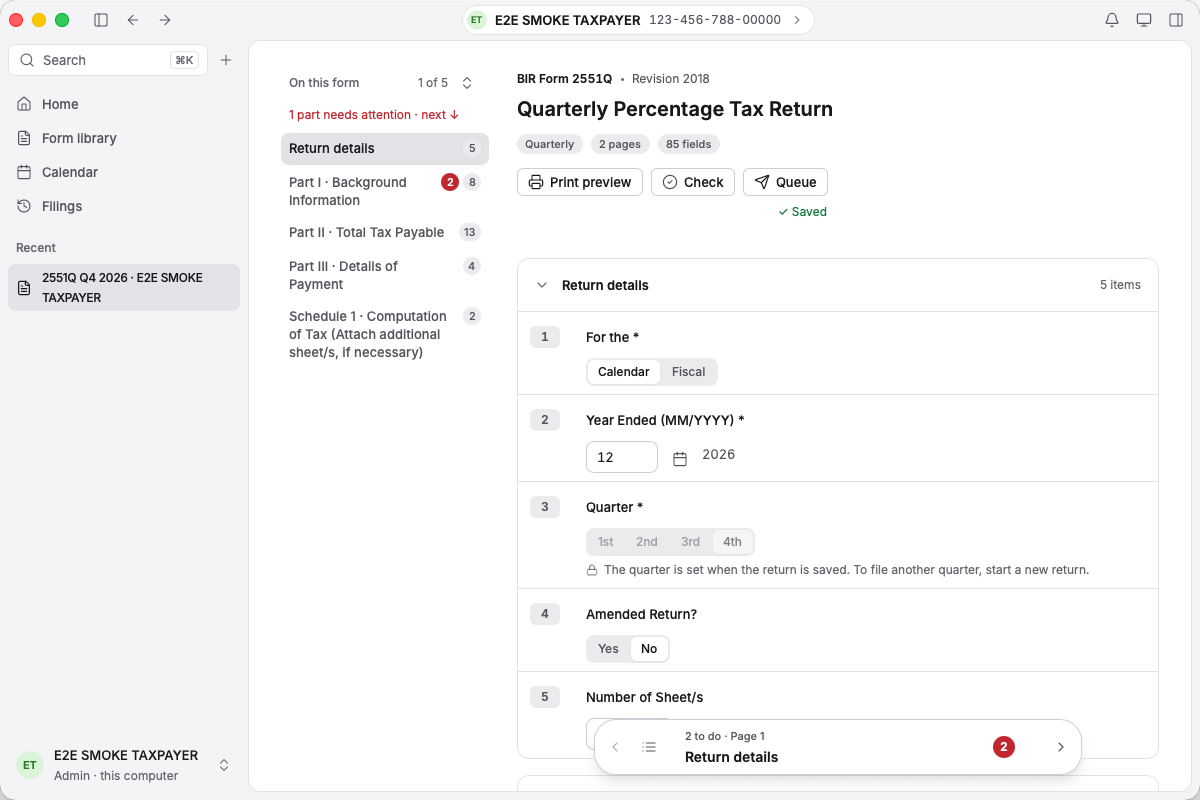 ET E2E SMOKE TAXPAYER 123-456-788-00000
Search ⌘K
Home
Form library
Calendar
Filings
Recent
2551Q Q4 2026 · E2E SMOKE
TAXPAYER
ET
E2E SMOKE TAXPAYER
Admin · this computer
On this form 1 of 5
1 part needs attention · next ↓
Return details 5
Part I · Background
Information 2 8
Part II · Total Tax Payable 13
Part III · Details of
Payment 4
Schedule 1 · Computation
of Tax (Attach additional
sheet/s, if necessary) 2
BIR Form 2551Q • Revision 2018
Quarterly Percentage Tax Return
Quarterly 2 pages 85 fields
Print preview Check Queue
Saved
Return details 5 items
1 For the *
Calendar Fiscal
2 Year Ended (MM/YYYY) *
12 2026
3 Quarter *
1st 2nd 3rd 4th
The quarter is set when the return is saved. To file another quarter, start a new return.
4 Amended Return?
Yes No
5 Number of Sheet/s
2 to do · Page 1
Return details 2